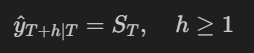 ŷ_{T+h|T} = S_T,   h ≥ 1